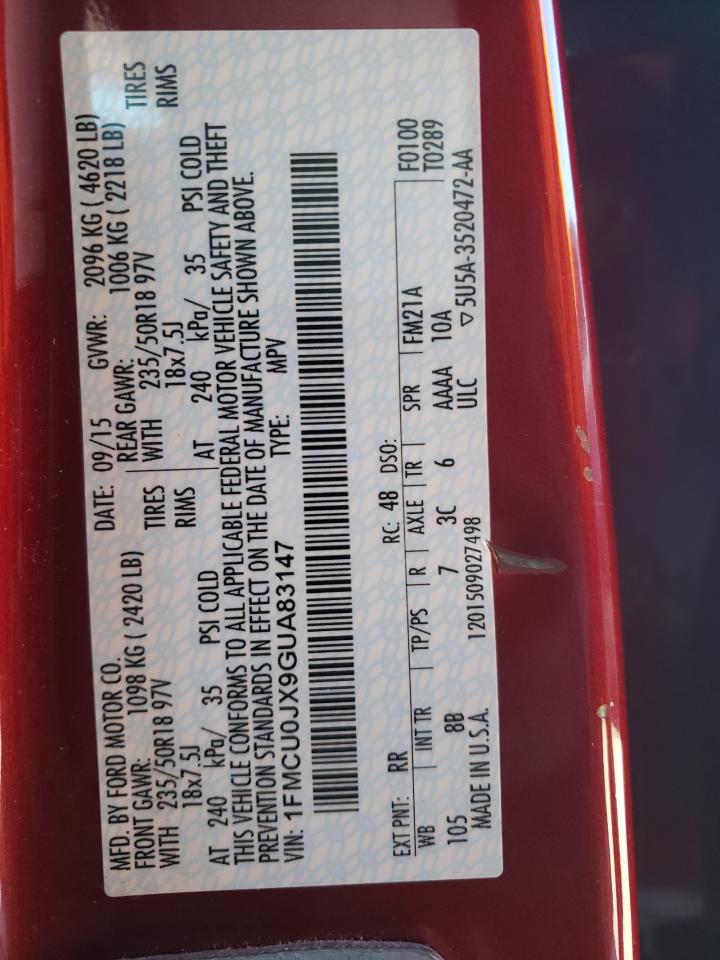 MFD. BY FORD MOTOR CO. DATE: 09/15 GVWR: 2096 KG ( 4620 LB)
FRONT GAWR: 1098 KG ( 2420 LB) REAR GAWR: 1006 KG ( 2218 LB)
WITH 235/50R18 97V TIRES WITH 235/50R18 97V TIRES
18x7.5J RIMS 18x7.5J RIMS
AT 240 kPa/ 35 PSI COLD AT 240 kPa/ 35 PSI COLD
THIS VEHICLE CONFORMS TO ALL APPLICABLE FEDERAL MOTOR VEHICLE SAFETY AND THEFT
PREVENTION STANDARDS IN EFFECT ON THE DATE OF MANUFACTURE SHOWN ABOVE.
VIN: 1FMCU0JX9GUA83147 TYPE: MPV
EXT PNT: RR RC: 48 DSO: F0100
WB INT TR TP/PS R AXLE TR SPR FM21A T0289
105 8B 7 3C 6 AAAA 10A
MADE IN U.S.A. 1201509027498 ULC ▽5U5A-3520472-AA